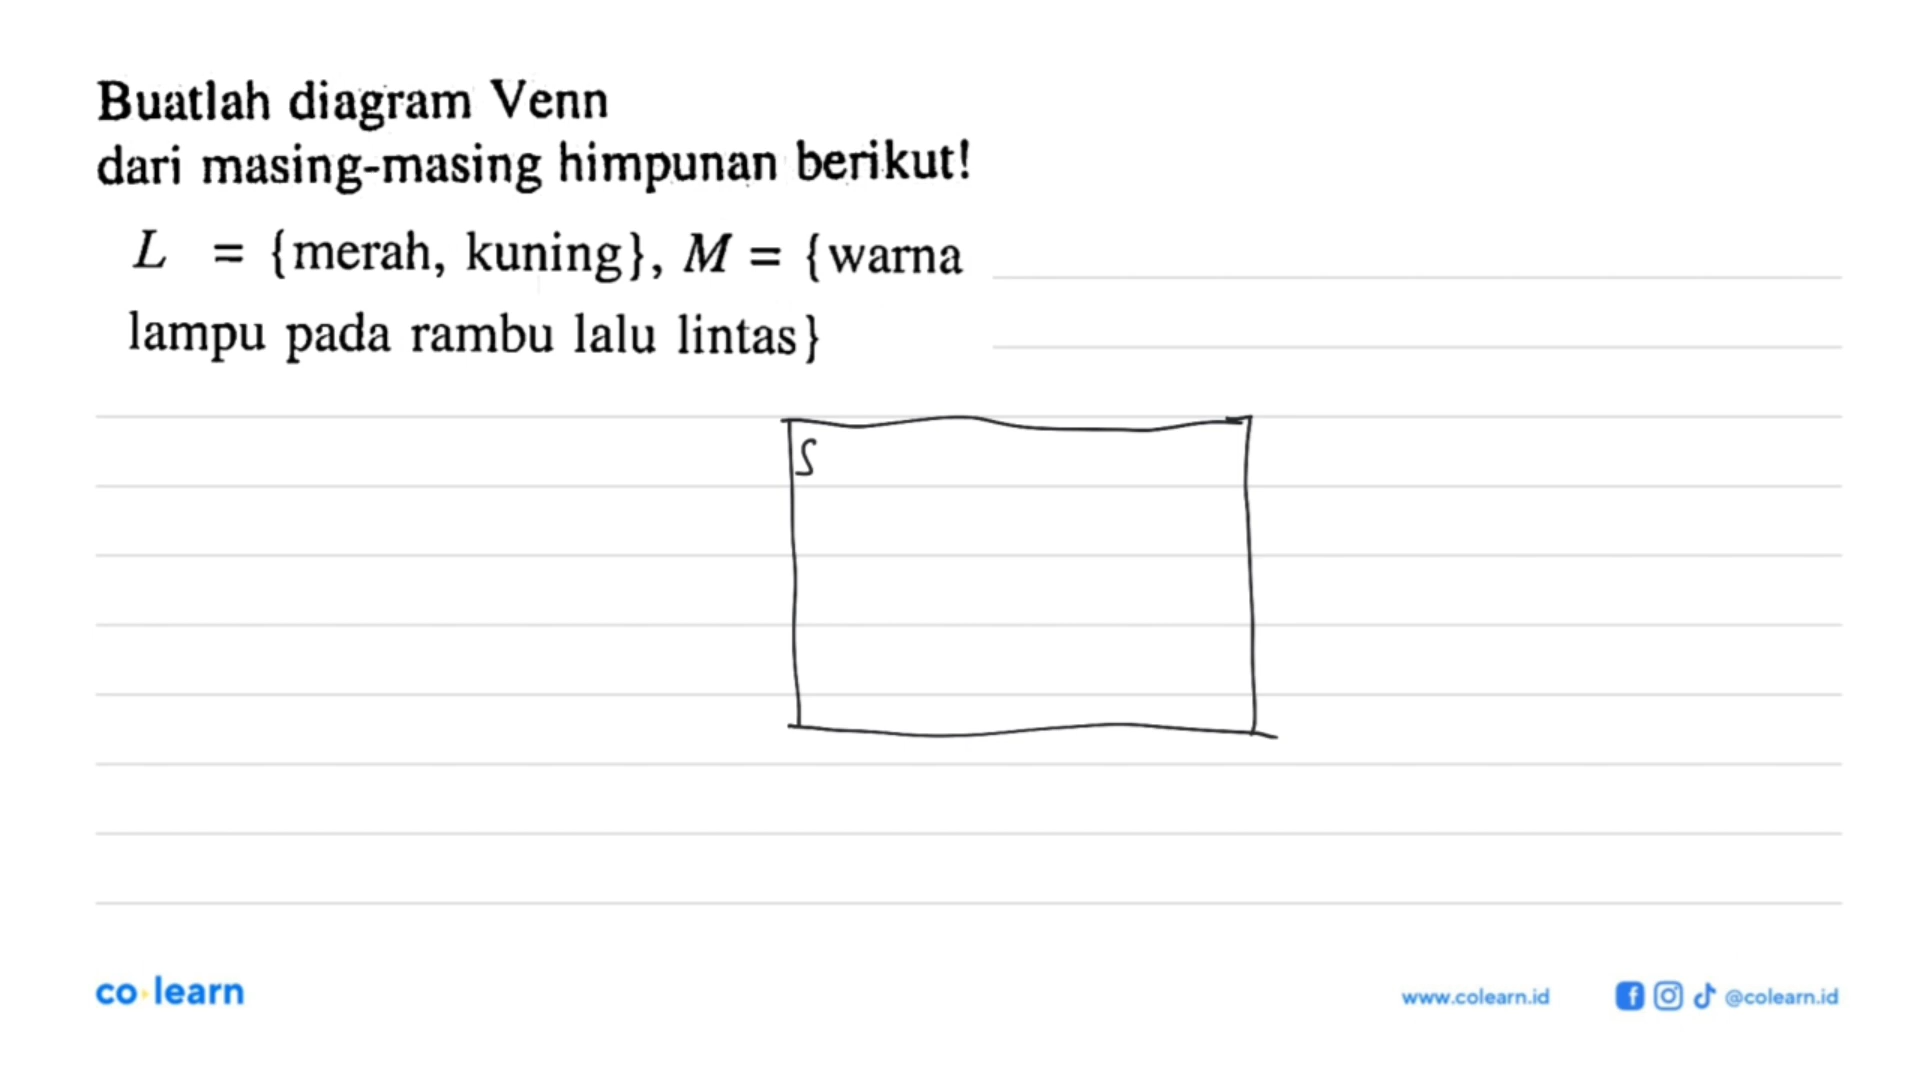 Buatlah diagram Venn
dari masing-masing himpunan berikut!
L = {merah, kuning}, M = {warna
lampu pada rambu lalu lintas}
S
co learn
www.colearn.id @colearn.id